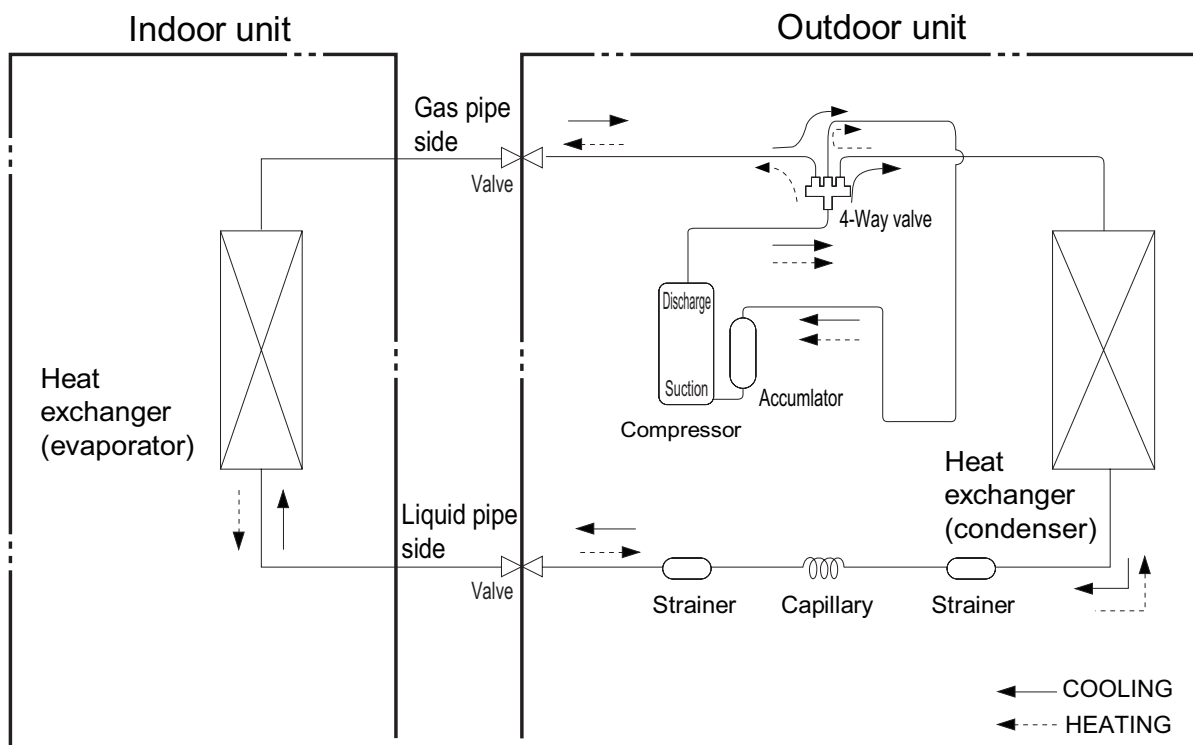 Indoor unit
Outdoor unit
Gas pipe
side
Valve
4-Way valve
Discharge
Suction
Accumlator
Compressor
Heat
exchanger
(evaporator)
Heat
exchanger
(condenser)
Liquid pipe
side
Valve
Strainer
Capillary
Strainer
COOLING
HEATING